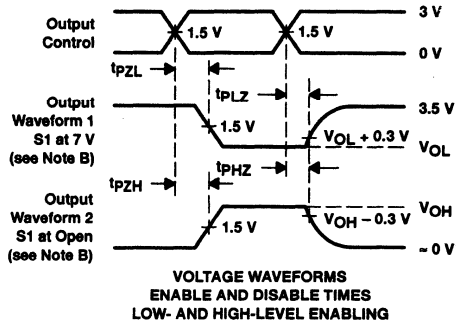 Output
Control
1.5 V
1.5 V
3 V
0 V
tPZL
tPLZ
Output
Waveform 1
S1 at 7 V
(see Note B)
1.5 V
3.5 V
VOL + 0.3 V
VOL
tPZH
tPHZ
Output
Waveform 2
S1 at Open
(see Note B)
1.5 V
VOH
VOH – 0.3 V
≈ 0 V
VOLTAGE WAVEFORMS
ENABLE AND DISABLE TIMES
LOW- AND HIGH-LEVEL ENABLING